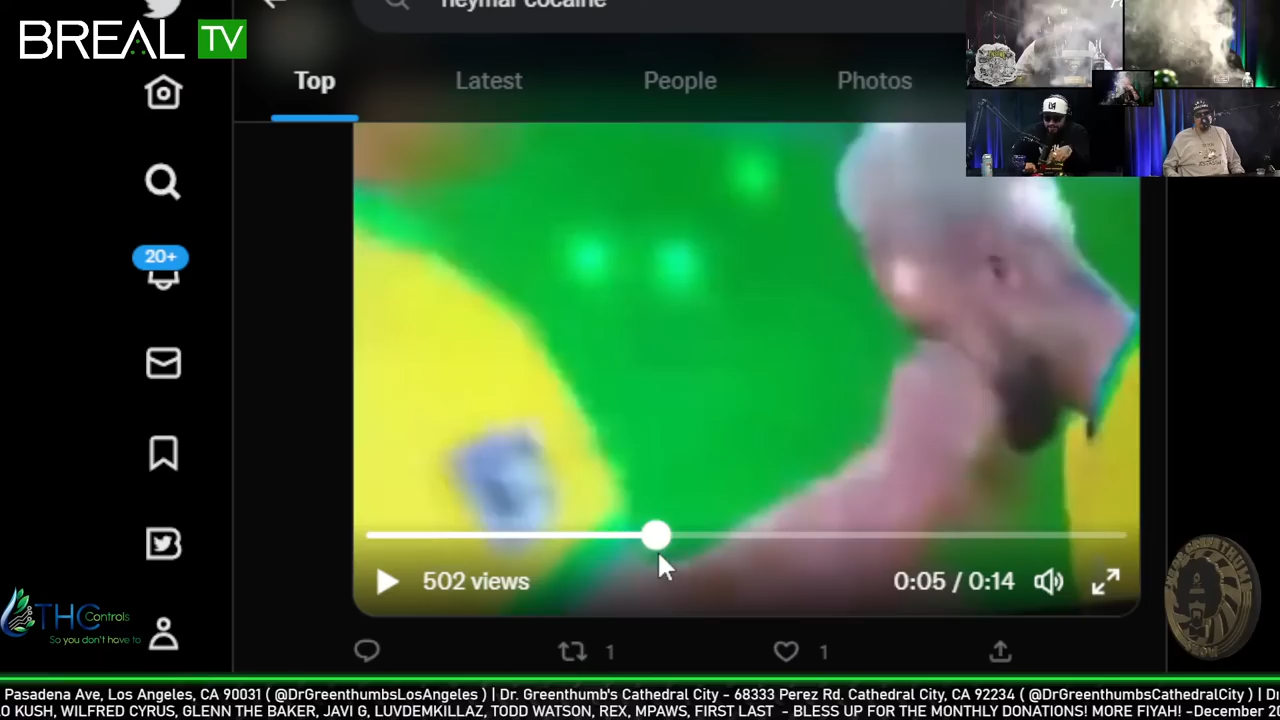 BREAL TV
neymar cocaine
Top Latest People Photos
20+
502 views
0:05 / 0:14
1 1
THC Controls
So you don't have to
Pasadena Ave, Los Angeles, CA 90031 ( @DrGreenthumbsLosAngeles ) | Dr. Greenthumb's Cathedral City - 68333 Perez Rd. Cathedral City, CA 92234 ( @DrGreenthumbsCathedralCity ) | D
O KUSH, WILFRED CYRUS, GLENN THE BAKER, JAVI G, LUVDEMKILLAZ, TODD WATSON, REX, MPAWS, FIRST LAST - BLESS UP FOR THE MONTHLY DONATIONS! MORE FIYAH! -December 20